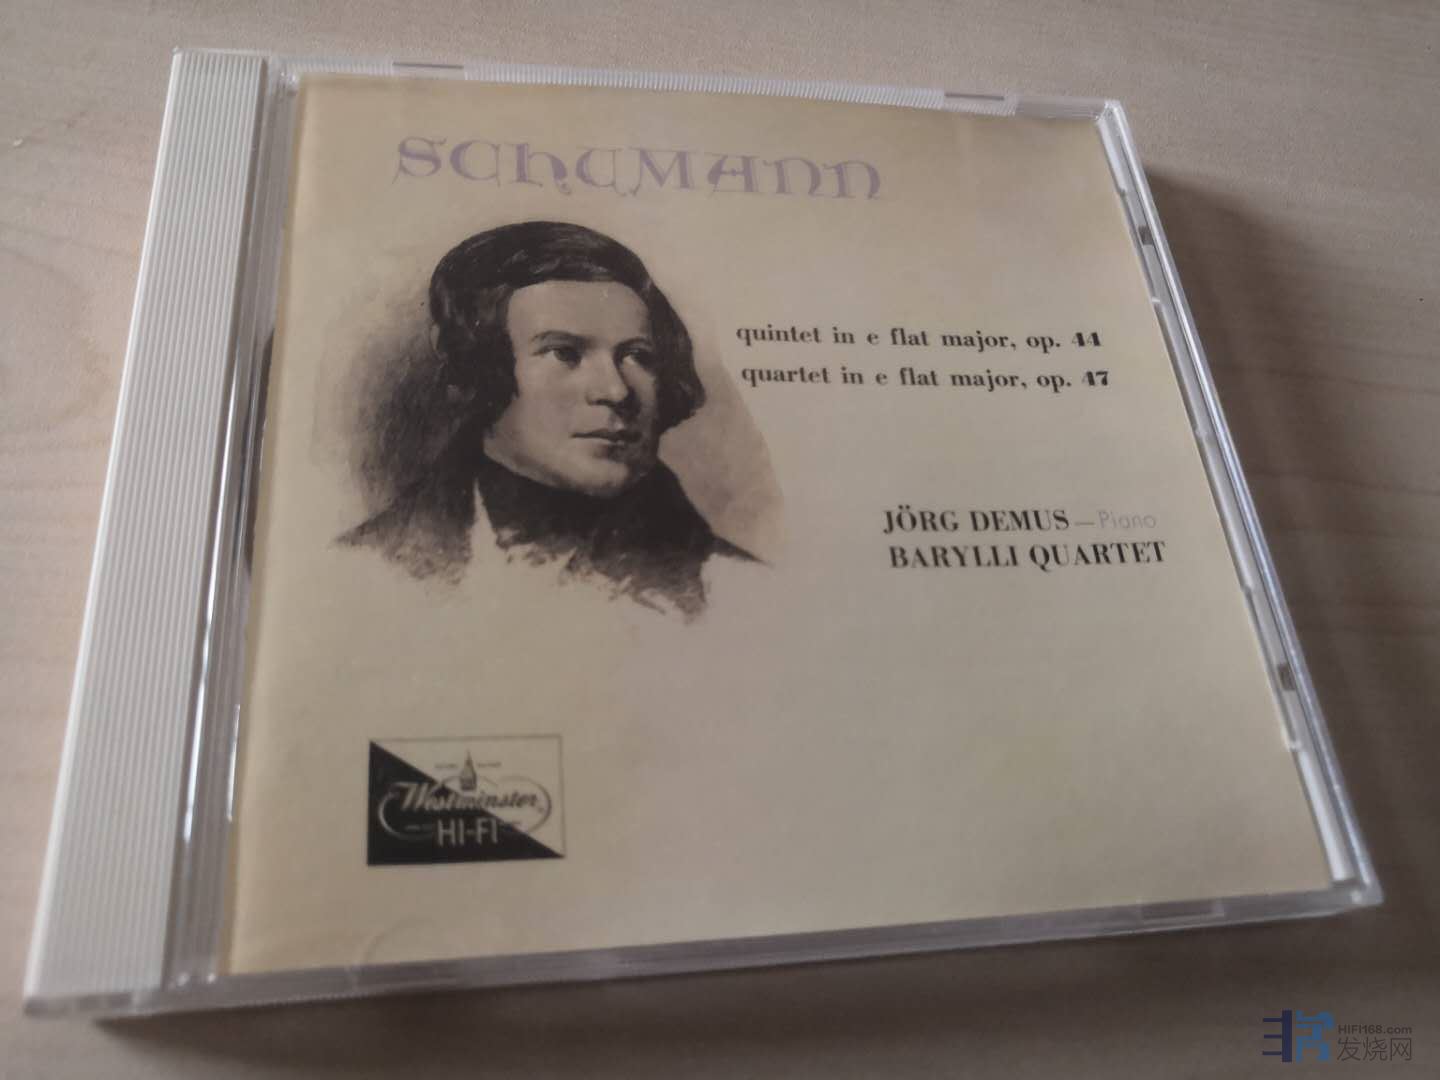 SCHUMANN
quintet in e flat major, op. 44
quartet in e flat major, op. 47
JÖRG DEMUS — Piano
BARYLLI QUARTET
Westminster
HI-FI
HIFI168.com
发烧网